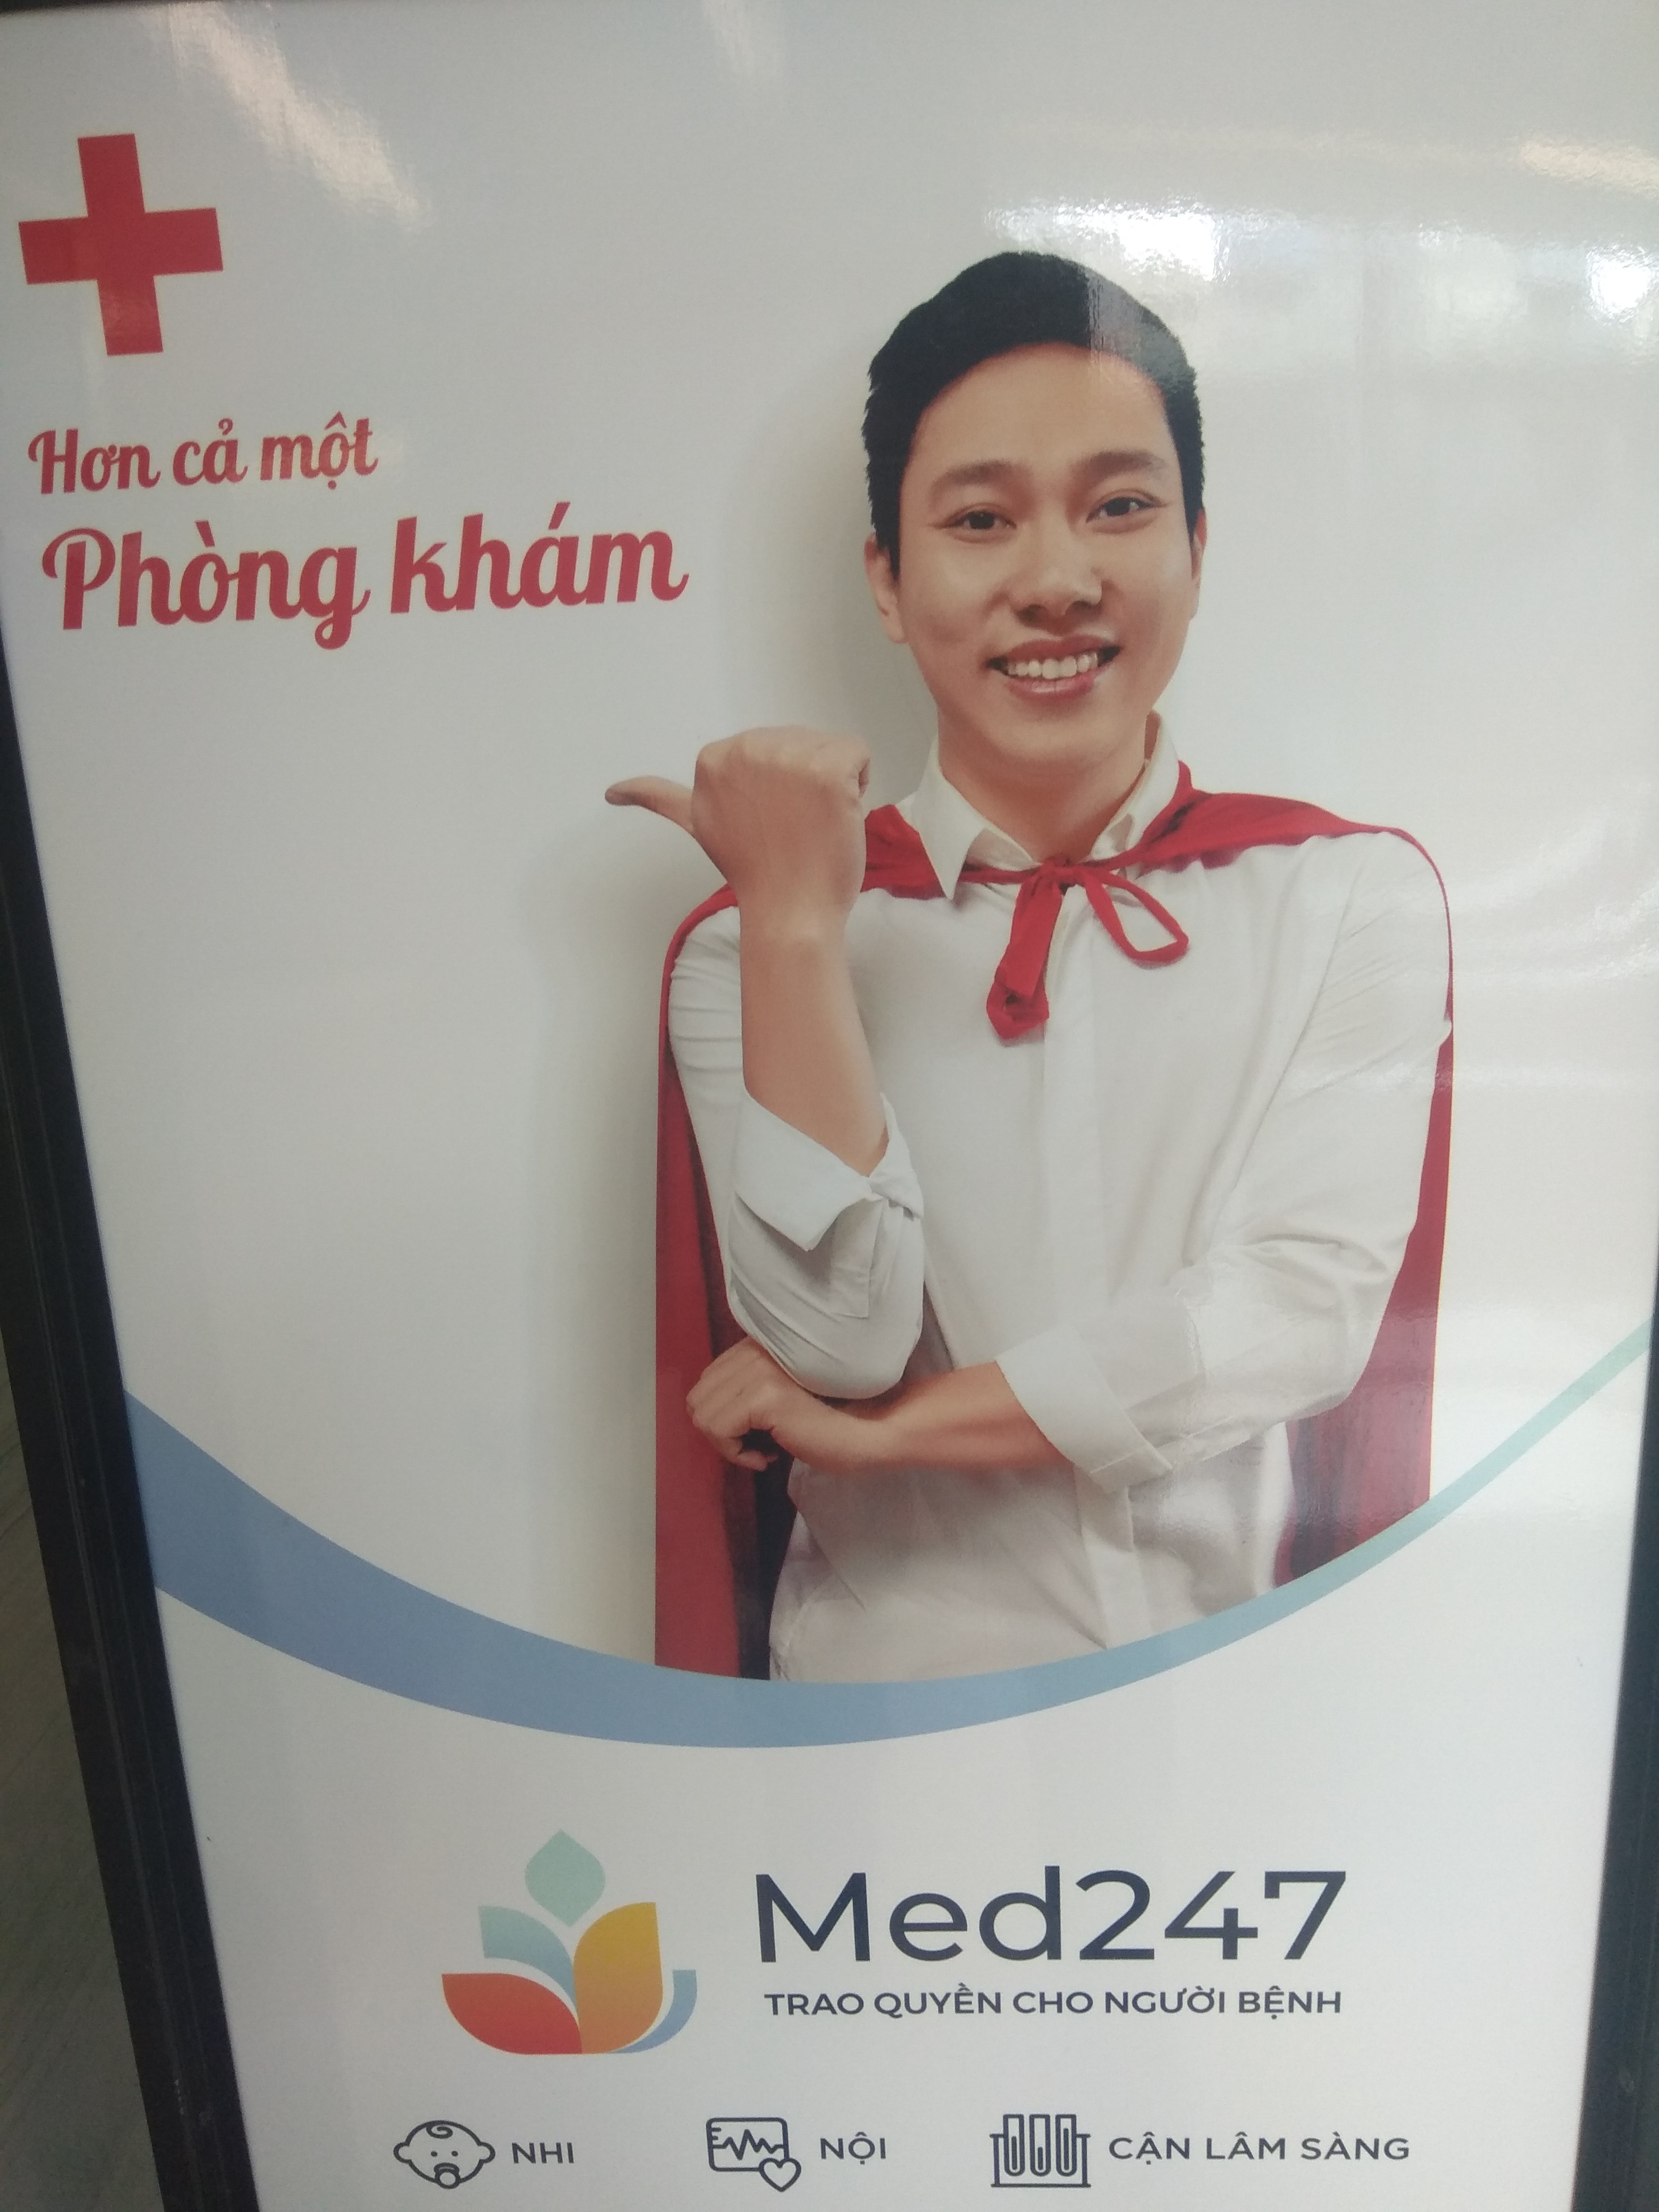 Hơn cả một
Phòng khám
Med247
TRAO QUYỀN CHO NGƯỜI BỆNH
NHI
NỘI
CẬN LÂM SÀNG